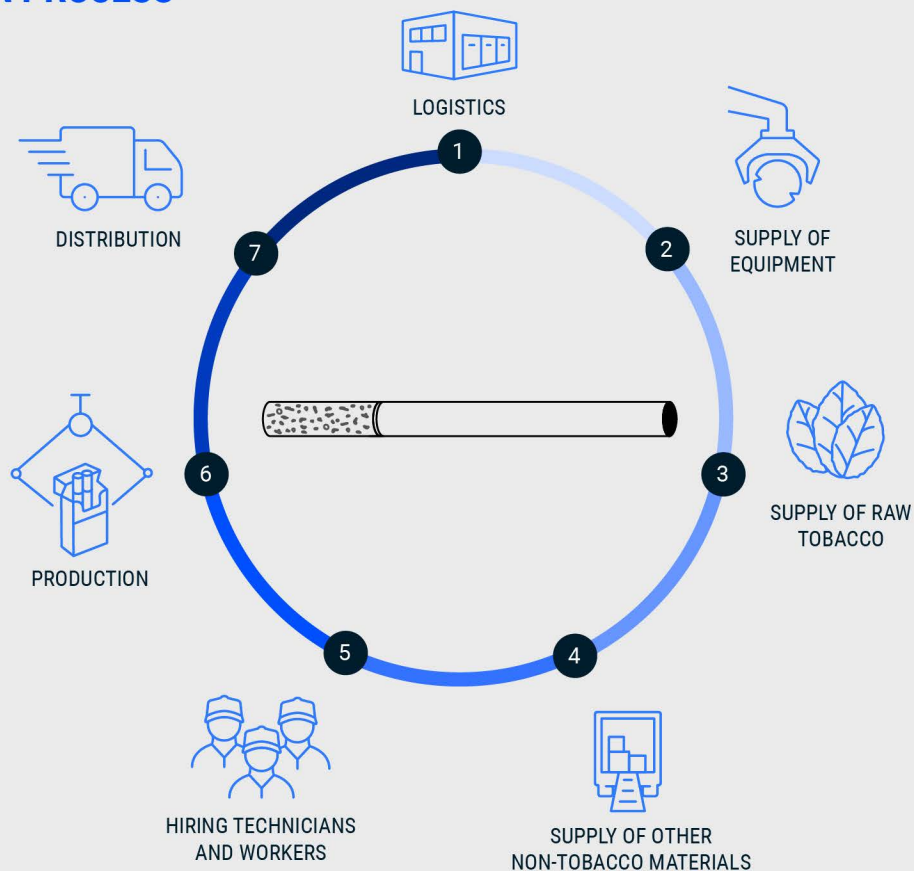 PROCESS
1
LOGISTICS
2
SUPPLY OF
EQUIPMENT
3
SUPPLY OF RAW
TOBACCO
4
SUPPLY OF OTHER
NON-TOBACCO MATERIALS
5
HIRING TECHNICIANS
AND WORKERS
6
PRODUCTION
7
DISTRIBUTION